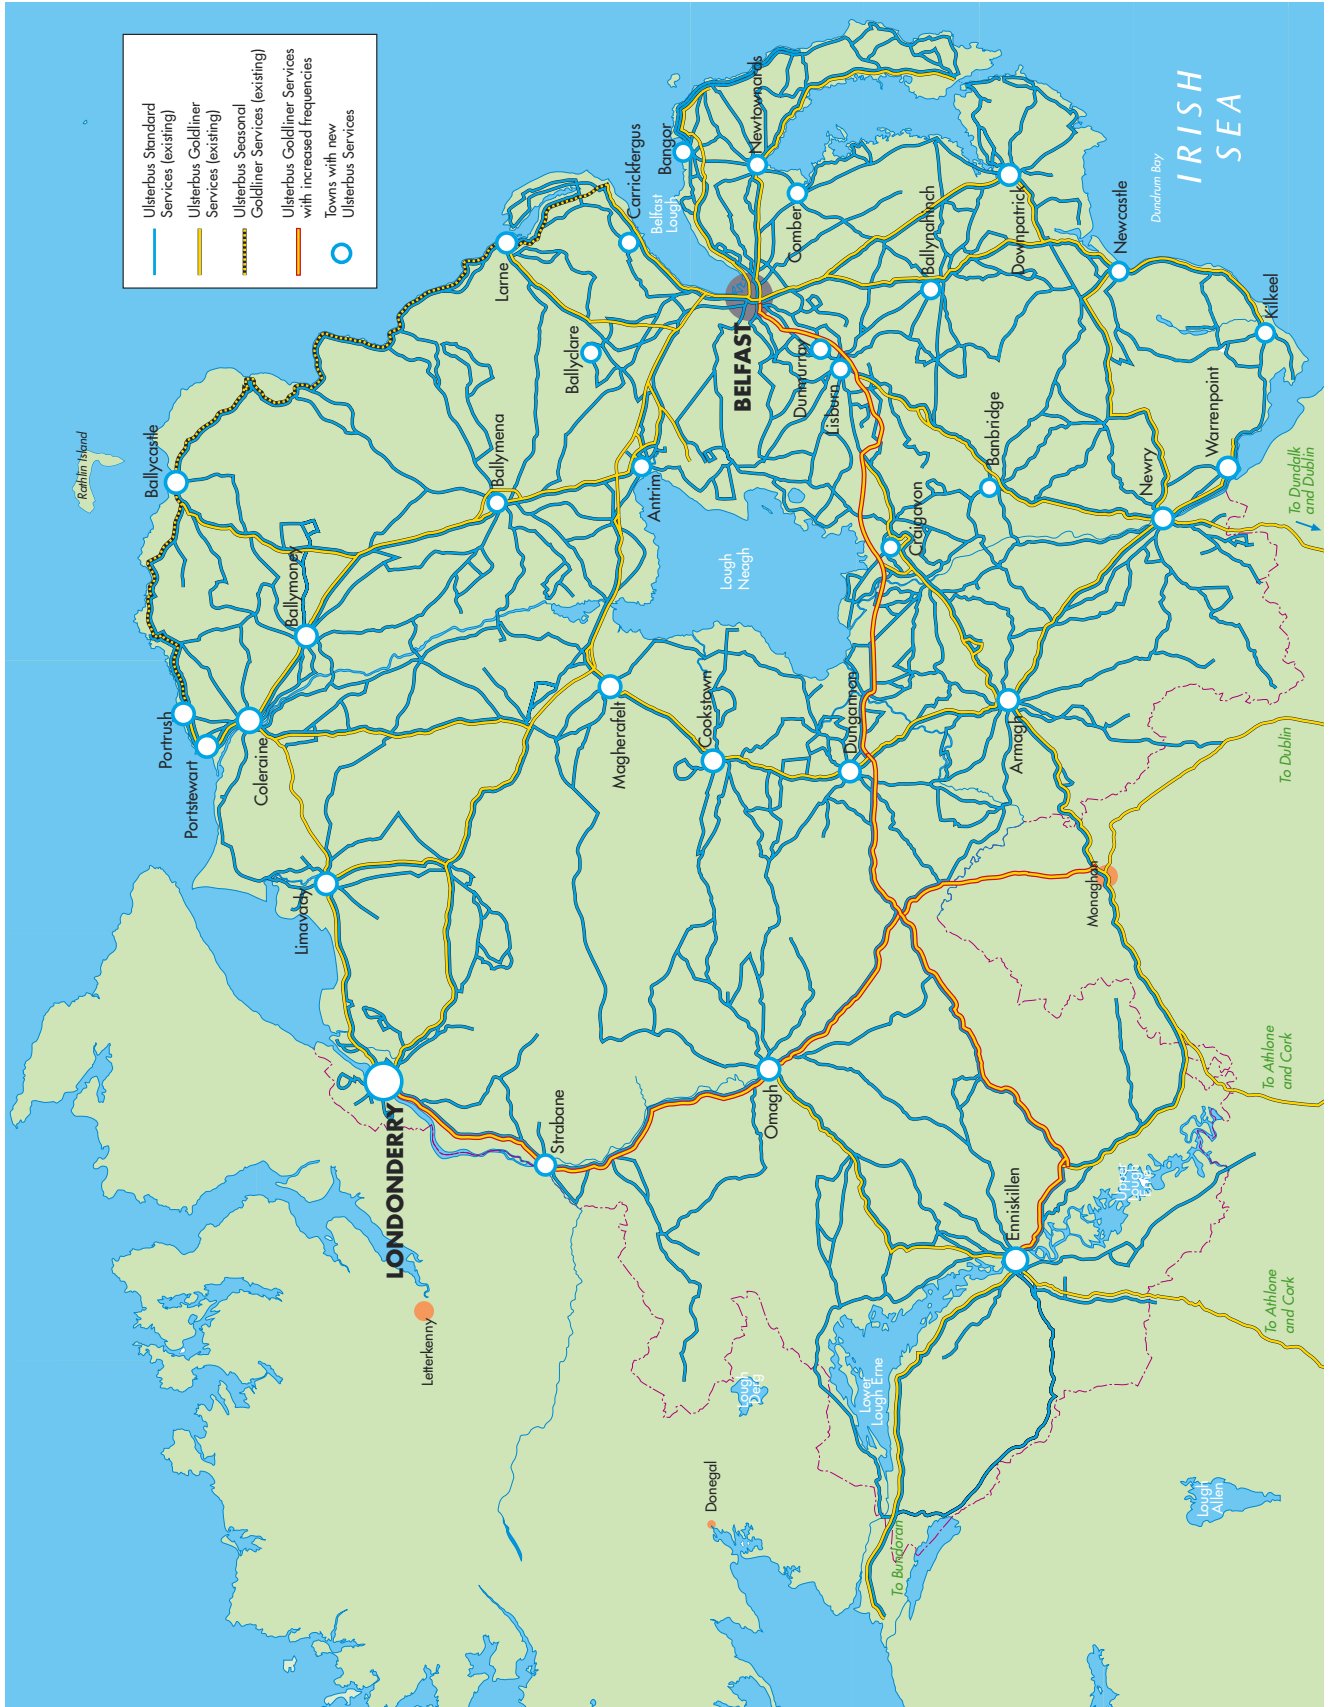 Ulsterbus Standard
Services (existing)
Ulsterbus Goldliner
Services (existing)
Ulsterbus Seasonal
Goldliner Services (existing)
Ulsterbus Goldliner Services
with increased frequencies
Towns with new
Ulsterbus Services
Rathlin Island
Ballycastle
Portrush
Portstewart
Coleraine
Ballymoney
Limavady
LONDONDERRY
Letterkenny
Strabane
Ballymena
Larne
Ballyclare
Carrickfergus
Belfast
Lough
Bangor
Newtownards
Comber
BELFAST
Dunmurray
Lisburn
Antrim
Lough
Neagh
Magherafelt
Cookstown
Dungannon
Craigavon
Banbridge
Ballynahinch
Downpatrick
Newcastle
Dundrum Bay
IRISH
SEA
Kilkeel
Warrenpoint
Newry
To Dundalk
and Dublin
Armagh
To Dublin
Monaghan
Omagh
Enniskillen
Upper
Lough
Erne
To Athlone
and Cork
To Athlone
and Cork
Lower
Lough Erne
Lough
Derg
Donegal
To Bundoran
Lough
Allen